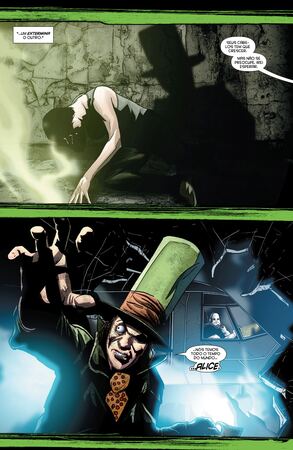 "...UM EXTERMINA
O OUTRO."
SEUS CABE-
LOS TÊM QUE
CRESCER.
MAS NÃO SE
PREOCUPE, IREI
ESPERAR.
...NÓS TEMOS
TODO O TEMPO
DO MUNDO...
...ALICE.